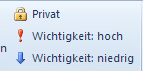 Privat
Wichtigkeit: hoch
n
Wichtigkeit: niedrig